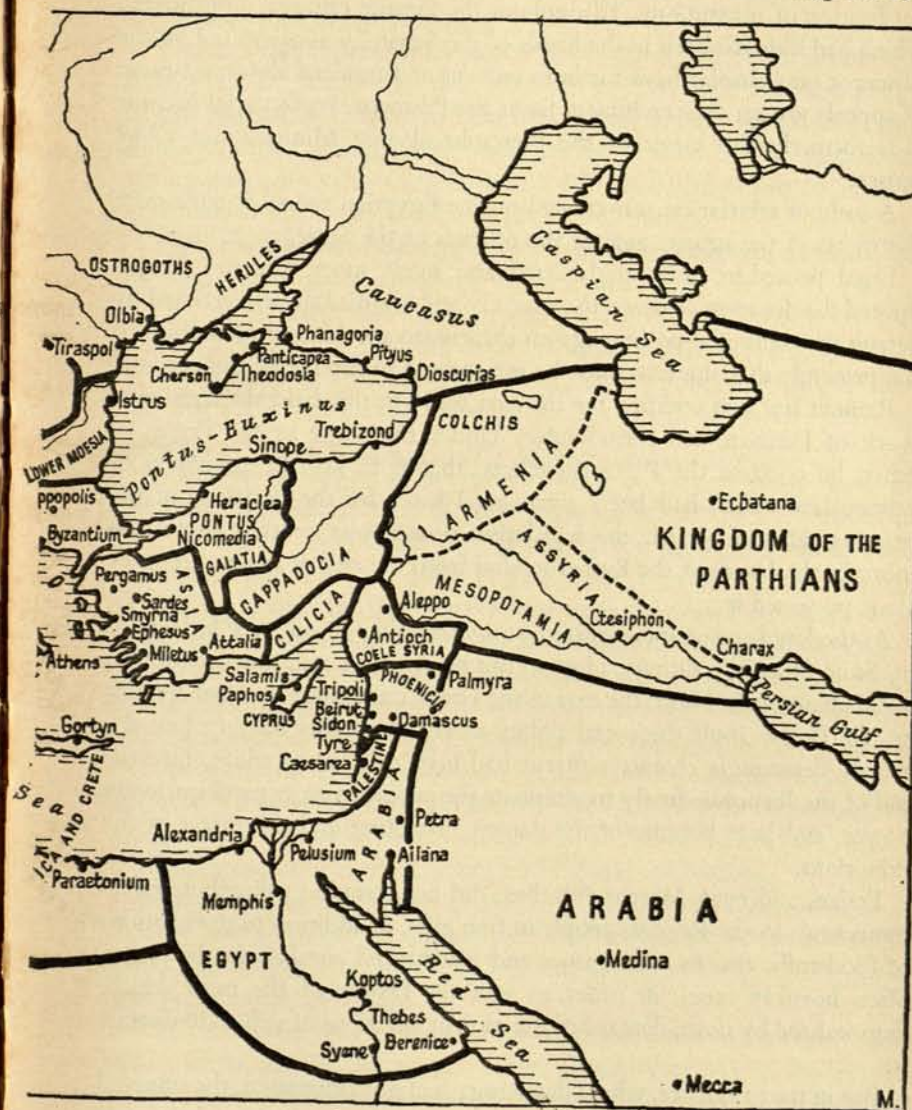 OSTROGOTHS
HERULES
Caspian Sea
Caucasus
Olbia
Phanagoria
Tiraspol
Panticapea
Pityus
Cherson
Theodosia
Dioscurias
Istrus
COLCHIS
Pontus-Euxinus
Trebizond
Sinope
LOWER MOESIA
ARMENIA
ppopolis
Heraclea
Ecbatana
Byzantium
PONTUS
Nicomedia
ASSYRIA
KINGDOM OF THE
PARTHIANS
GALATIA
CAPPADOCIA
Pergamus
ASIA
MESOPOTAMIA
Sardes
Smyrna
Aleppo
Ctesiphon
Ephesus
CILICIA
Attalia
Antioch
Miletus
COELE SYRIA
Charax
Athens
Salamis
PHOENICIA
Palmyra
Paphos
Tripoli
Persian Gulf
CYPRUS
Beirut
Sidon
Damascus
Gortyn
Tyre
Caesarea
PALESTINE
Sea
ICA AND CRETE
ARABIA
Petra
Alexandria
Pelusium
Ailana
Paraetonium
Memphis
ARABIA
EGYPT
Red Sea
Medina
Koptos
Thebes
Syene
Berenice
Mecca
M.